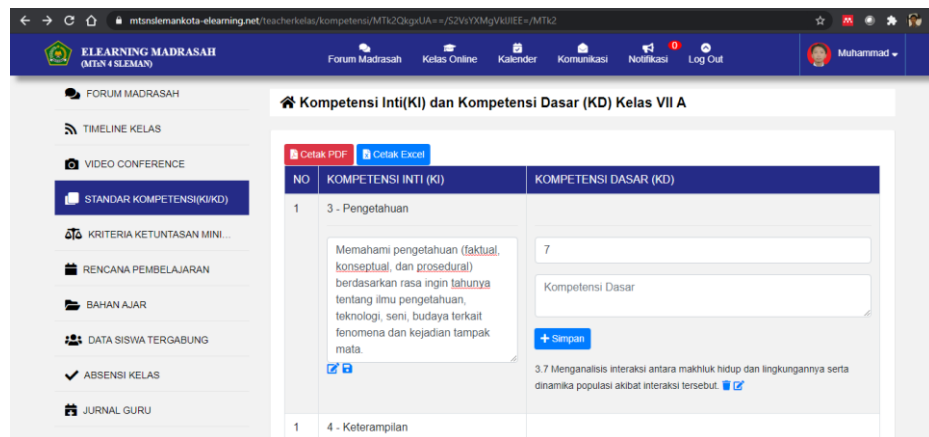 mtsnslemankota-elearning.net/teacherkelas/kompetensi/MTk2QkgxUA==/S2VsYXMgVklJIEE=/MTk2
ELEARNING MADRASAH
(MTsN 4 SLEMAN)
Forum Madrasah
Kelas Online
Kalender
Komunikasi
Notifikasi
0
Log Out
Muhammad
FORUM MADRASAH
TIMELINE KELAS
VIDEO CONFERENCE
STANDAR KOMPETENSI(KI/KD)
KRITERIA KETUNTASAN MINI...
RENCANA PEMBELAJARAN
BAHAN AJAR
DATA SISWA TERGABUNG
ABSENSI KELAS
JURNAL GURU
Kompetensi Inti(KI) dan Kompetensi Dasar (KD) Kelas VII A
Cetak PDF
Cetak Excel
NO KOMPETENSI INTI (KI) KOMPETENSI DASAR (KD)
1 3 - Pengetahuan
Memahami pengetahuan (faktual,
konseptual, dan prosedural)
berdasarkan rasa ingin tahunya
tentang ilmu pengetahuan,
teknologi, seni, budaya terkait
fenomena dan kejadian tampak
mata.
7
Kompetensi Dasar
+ Simpan
3.7 Menganalisis interaksi antara makhluk hidup dan lingkungannya serta
dinamika populasi akibat interaksi tersebut.
1 4 - Keterampilan